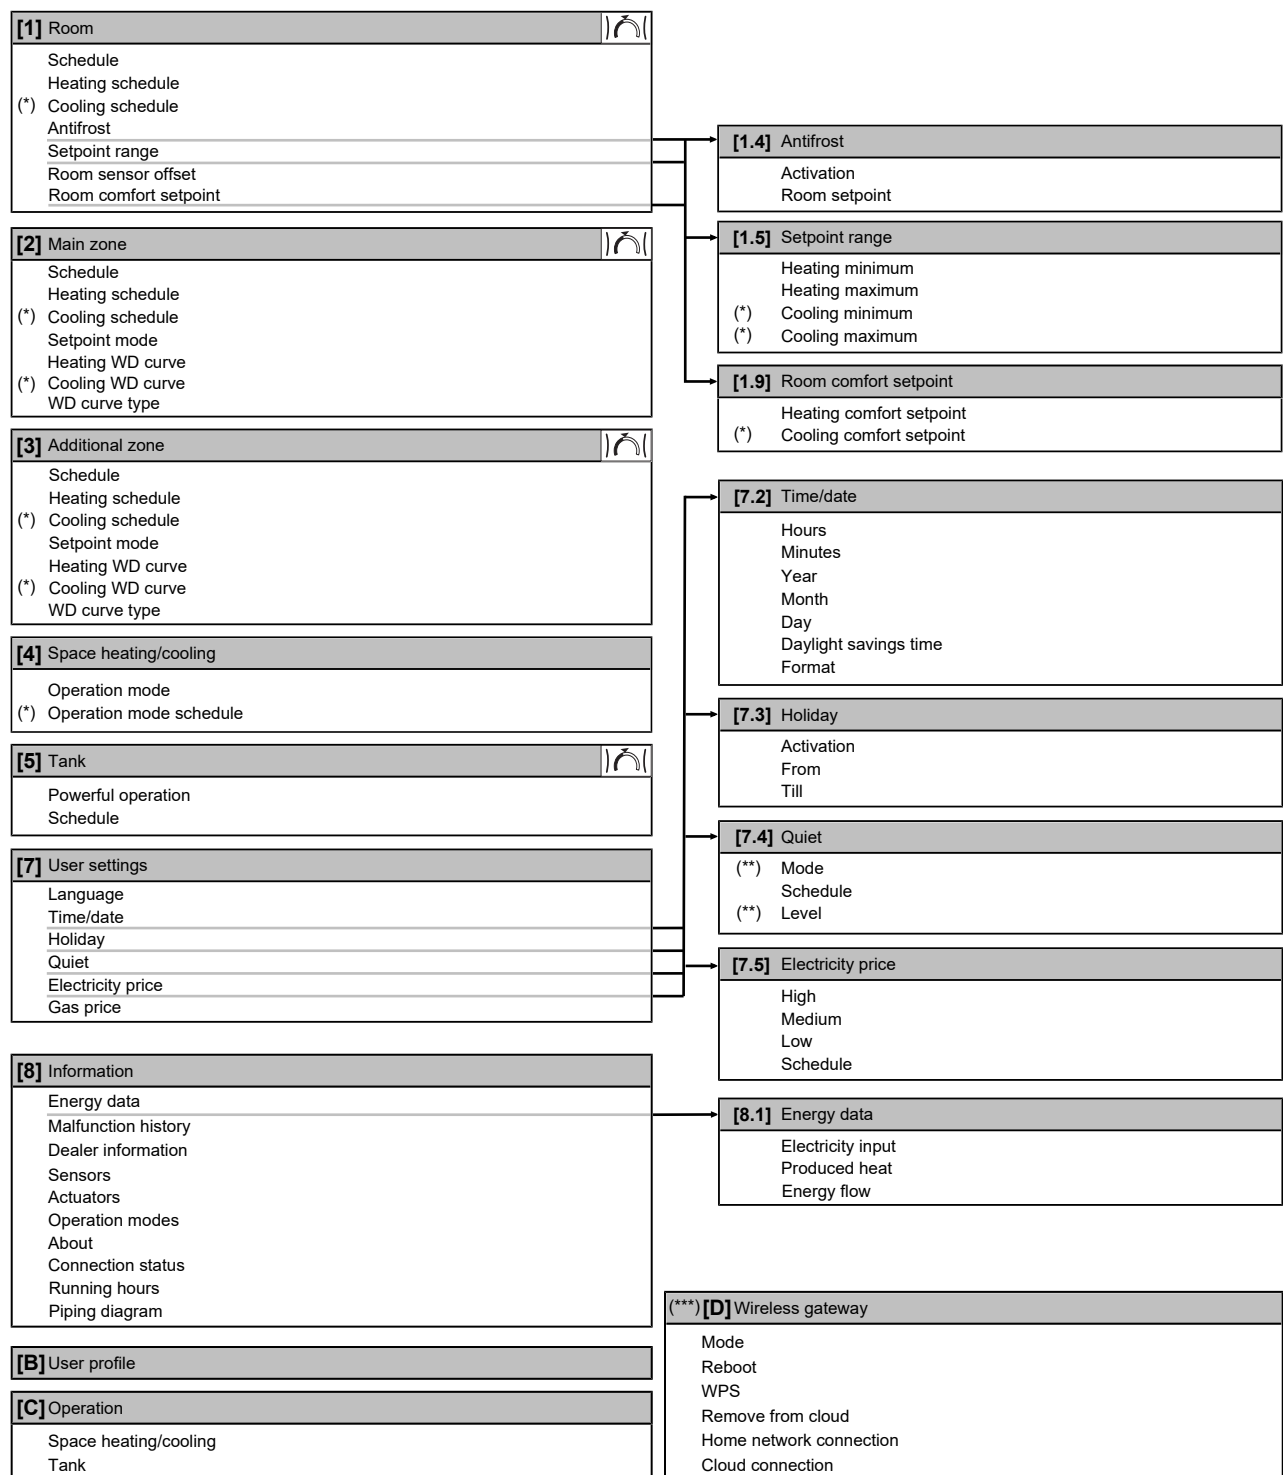 [1] Room
Schedule
Heating schedule
(*) Cooling schedule
Antifrost
Setpoint range
Room sensor offset
Room comfort setpoint
[2] Main zone
Schedule
Heating schedule
(*) Cooling schedule
Setpoint mode
Heating WD curve
(*) Cooling WD curve
WD curve type
[3] Additional zone
Schedule
Heating schedule
(*) Cooling schedule
Setpoint mode
Heating WD curve
(*) Cooling WD curve
WD curve type
[4] Space heating/cooling
Operation mode
(*) Operation mode schedule
[5] Tank
Powerful operation
Schedule
[7] User settings
Language
Time/date
Holiday
Quiet
Electricity price
Gas price
[8] Information
Energy data
Malfunction history
Dealer information
Sensors
Actuators
Operation modes
About
Connection status
Running hours
Piping diagram
[B] User profile
[C] Operation
Space heating/cooling
Tank
[1.4] Antifrost
Activation
Room setpoint
[1.5] Setpoint range
Heating minimum
Heating maximum
(*) Cooling minimum
(*) Cooling maximum
[1.9] Room comfort setpoint
Heating comfort setpoint
(*) Cooling comfort setpoint
[7.2] Time/date
Hours
Minutes
Year
Month
Day
Daylight savings time
Format
[7.3] Holiday
Activation
From
Till
[7.4] Quiet
(**) Mode
Schedule
(**) Level
[7.5] Electricity price
High
Medium
Low
Schedule
[8.1] Energy data
Electricity input
Produced heat
Energy flow
(***) [D] Wireless gateway
Mode
Reboot
WPS
Remove from cloud
Home network connection
Cloud connection